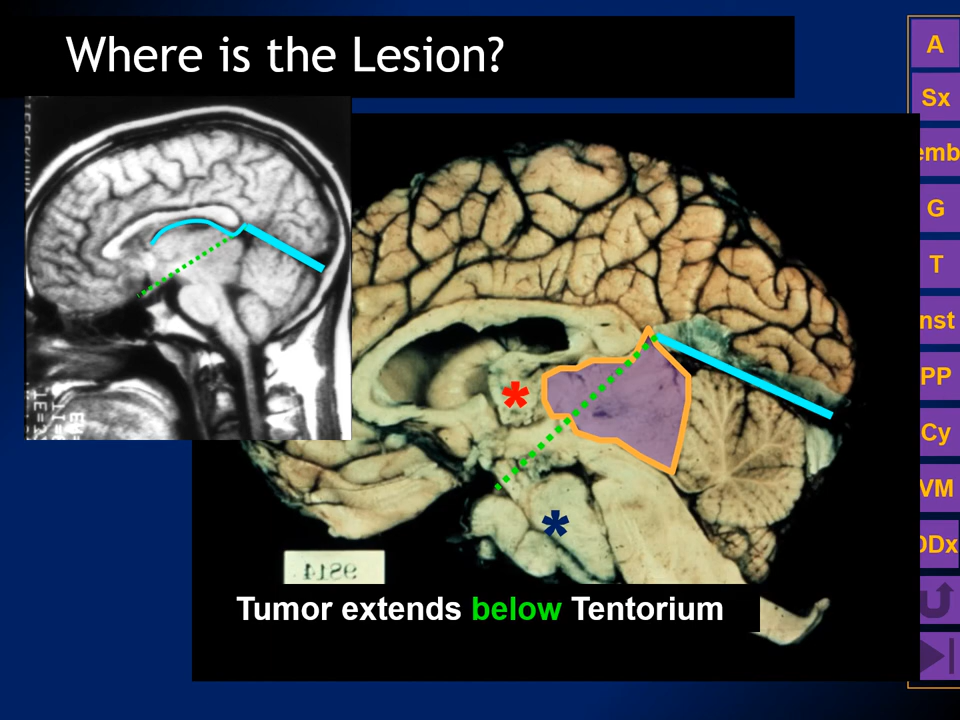 Where is the Lesion?
A
Sx
emb
G
T
nst
PP
Cy
VM
DDx
*
*
Tumor extends below Tentorium